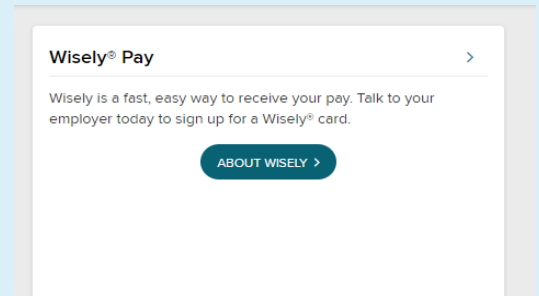 Wisely® Pay
Wisely is a fast, easy way to receive your pay. Talk to your
employer today to sign up for a Wisely® card.
ABOUT WISELY